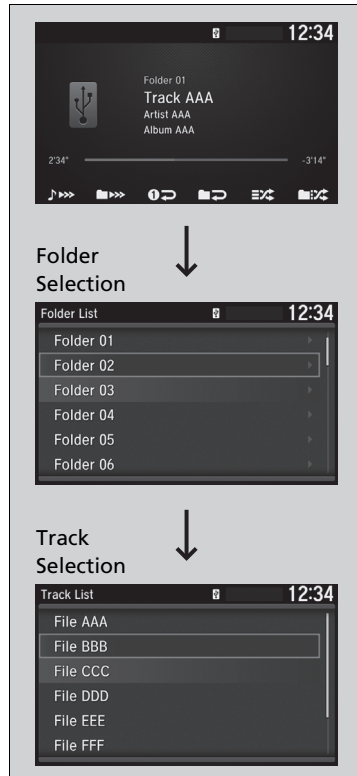 12:34
Folder 01
Track AAA
Artist AAA
Album AAA
2'34" -3'14"
1
Folder
Selection
Folder List 12:34
Folder 01
Folder 02
Folder 03
Folder 04
Folder 05
Folder 06
Track
Selection
Track List 12:34
File AAA
File BBB
File CCC
File DDD
File EEE
File FFF